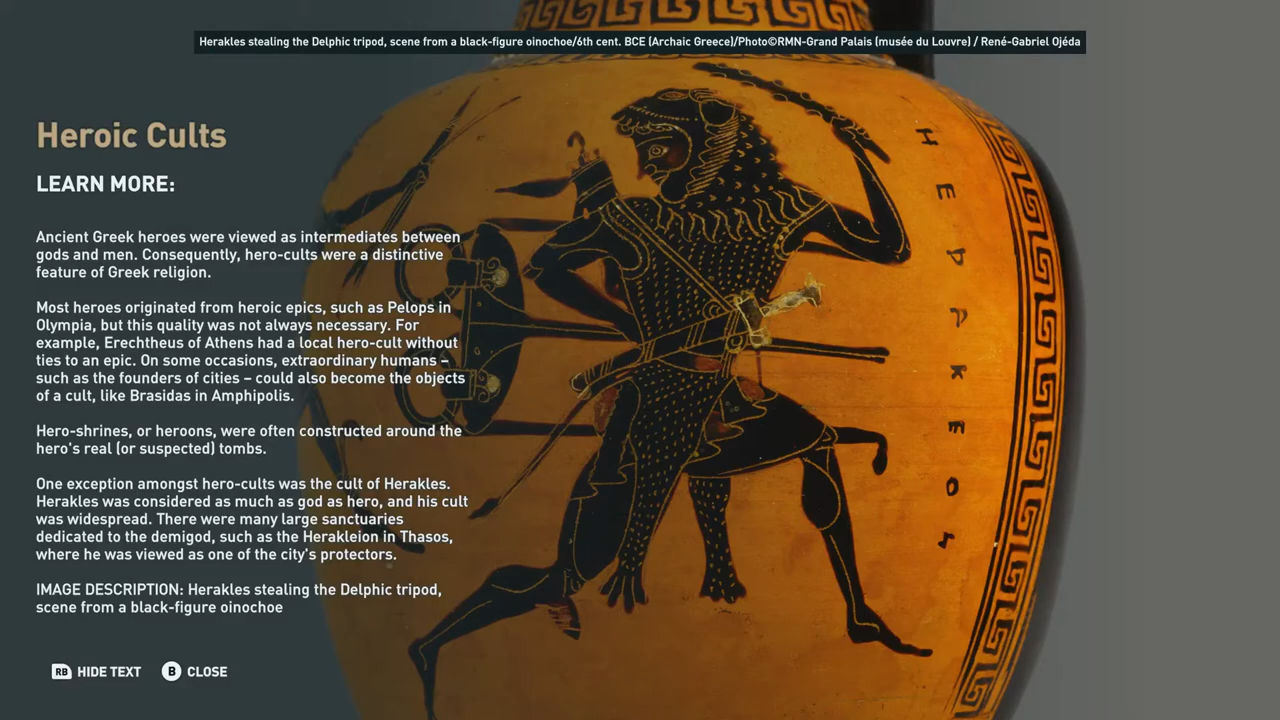 Herakles stealing the Delphic tripod, scene from a black-figure oinochoe/6th cent. BCE (Archaic Greece)/Photo©RMN-Grand Palais (musée du Louvre) / René-Gabriel Ojéda
Heroic Cults
LEARN MORE:
Ancient Greek heroes were viewed as intermediates between
gods and men. Consequently, hero-cults were a distinctive
feature of Greek religion.
Most heroes originated from heroic epics, such as Pelops in
Olympia, but this quality was not always necessary. For
example, Erechtheus of Athens had a local hero-cult without
ties to an epic. On some occasions, extraordinary humans –
such as the founders of cities – could also become the objects
of a cult, like Brasidas in Amphipolis.
Hero-shrines, or heroons, were often constructed around the
hero's real (or suspected) tombs.
One exception amongst hero-cults was the cult of Herakles.
Herakles was considered as much as god as hero, and his cult
was widespread. There were many large sanctuaries
dedicated to the demigod, such as the Herakleion in Thasos,
where he was viewed as one of the city's protectors.
IMAGE DESCRIPTION: Herakles stealing the Delphic tripod,
scene from a black-figure oinochoe
RB HIDE TEXT B CLOSE